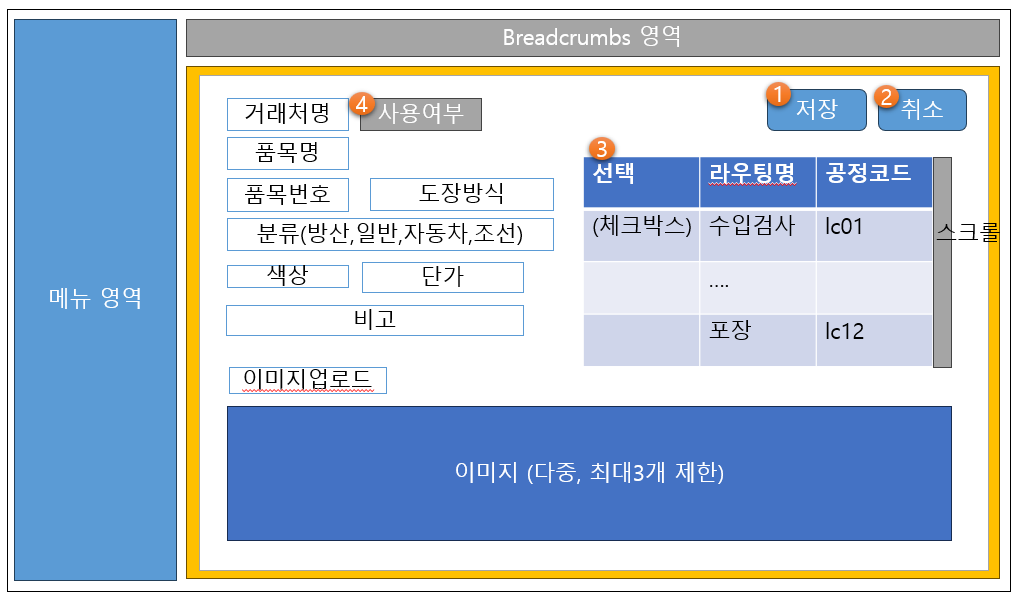 Breadcrumbs 영역
메뉴 영역
거래처명
4
사용여부
1
저장
2
취소
품목명
품목번호
도장방식
분류(방산,일반,자동차,조선)
색상
단가
비고
3
선택 라우팅명 공정코드
(체크박스) 수입검사 lc01
....
포장 lc12
스크롤
이미지업로드
이미지 (다중, 최대3개 제한)